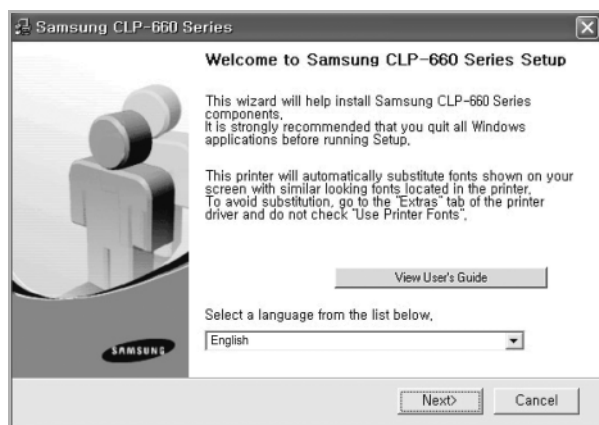 Samsung CLP-660 Series
Welcome to Samsung CLP-660 Series Setup
This wizard will help install Samsung CLP-660 Series
components,
It is strongly recommended that you quit all Windows
applications before running Setup,
This printer will automatically substitute fonts shown on your
screen with similar looking fonts located in the printer,
To avoid substitution, go to the "Extras" tab of the printer
driver and do not check "Use Printer Fonts",
View User's Guide
Select a language from the list below,
English
SAMSUNG
Next>
Cancel